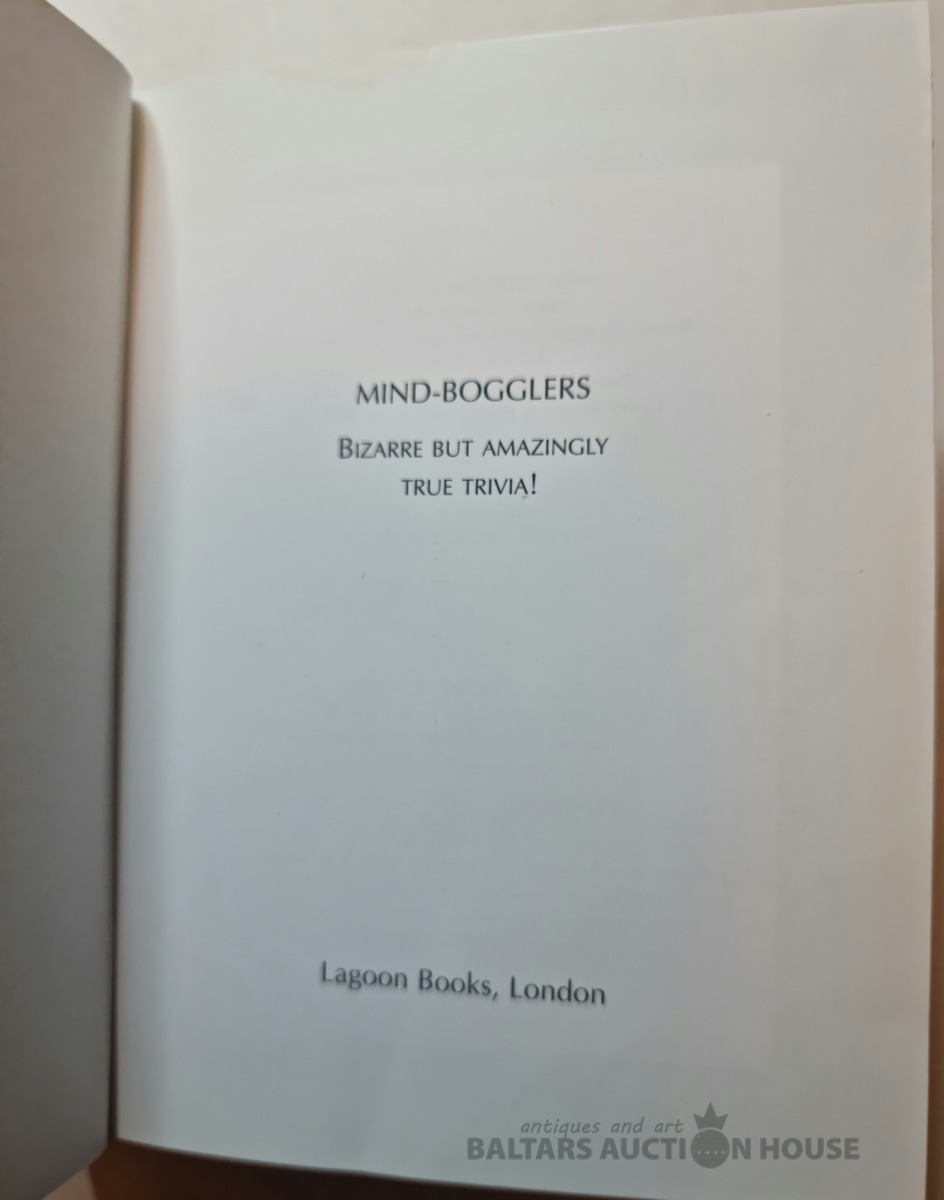 MIND-BOGGLERS
BIZARRE BUT AMAZINGLY
TRUE TRIVIA!
Lagoon Books, London
antiques and art
BALTARS AUCTION HOUSE